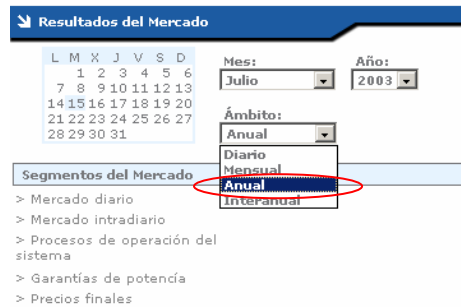 Resultados del Mercado
L M X J V S D
1 2 3 4 5 6
7 8 9 10 11 12 13
14 15 16 17 18 19 20
21 22 23 24 25 26 27
28 29 30 31
Mes:
Julio
Año:
2003
Ámbito:
Anual
Diario
Mensual
Anual
Interanual
Segmentos del Mercado
> Mercado diario
> Mercado intradiario
> Procesos de operación del
sistema
> Garantías de potencía
> Precios finales